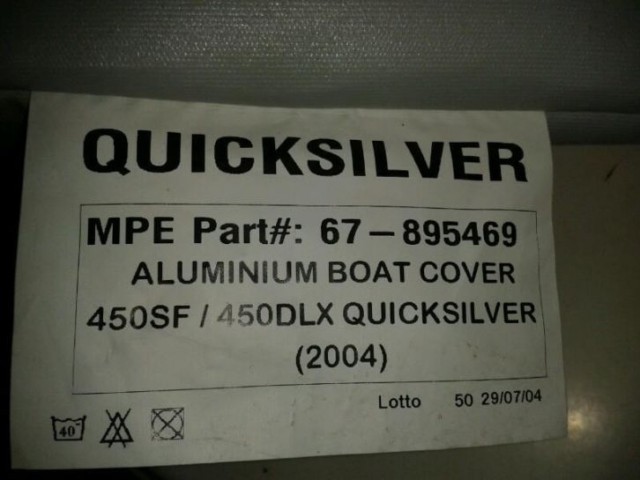 QUICKSILVER
MPE Part#: 67-895469
ALUMINIUM BOAT COVER
450SF / 450DLX QUICKSILVER
(2004)
Lotto 50 29/07/04
40°